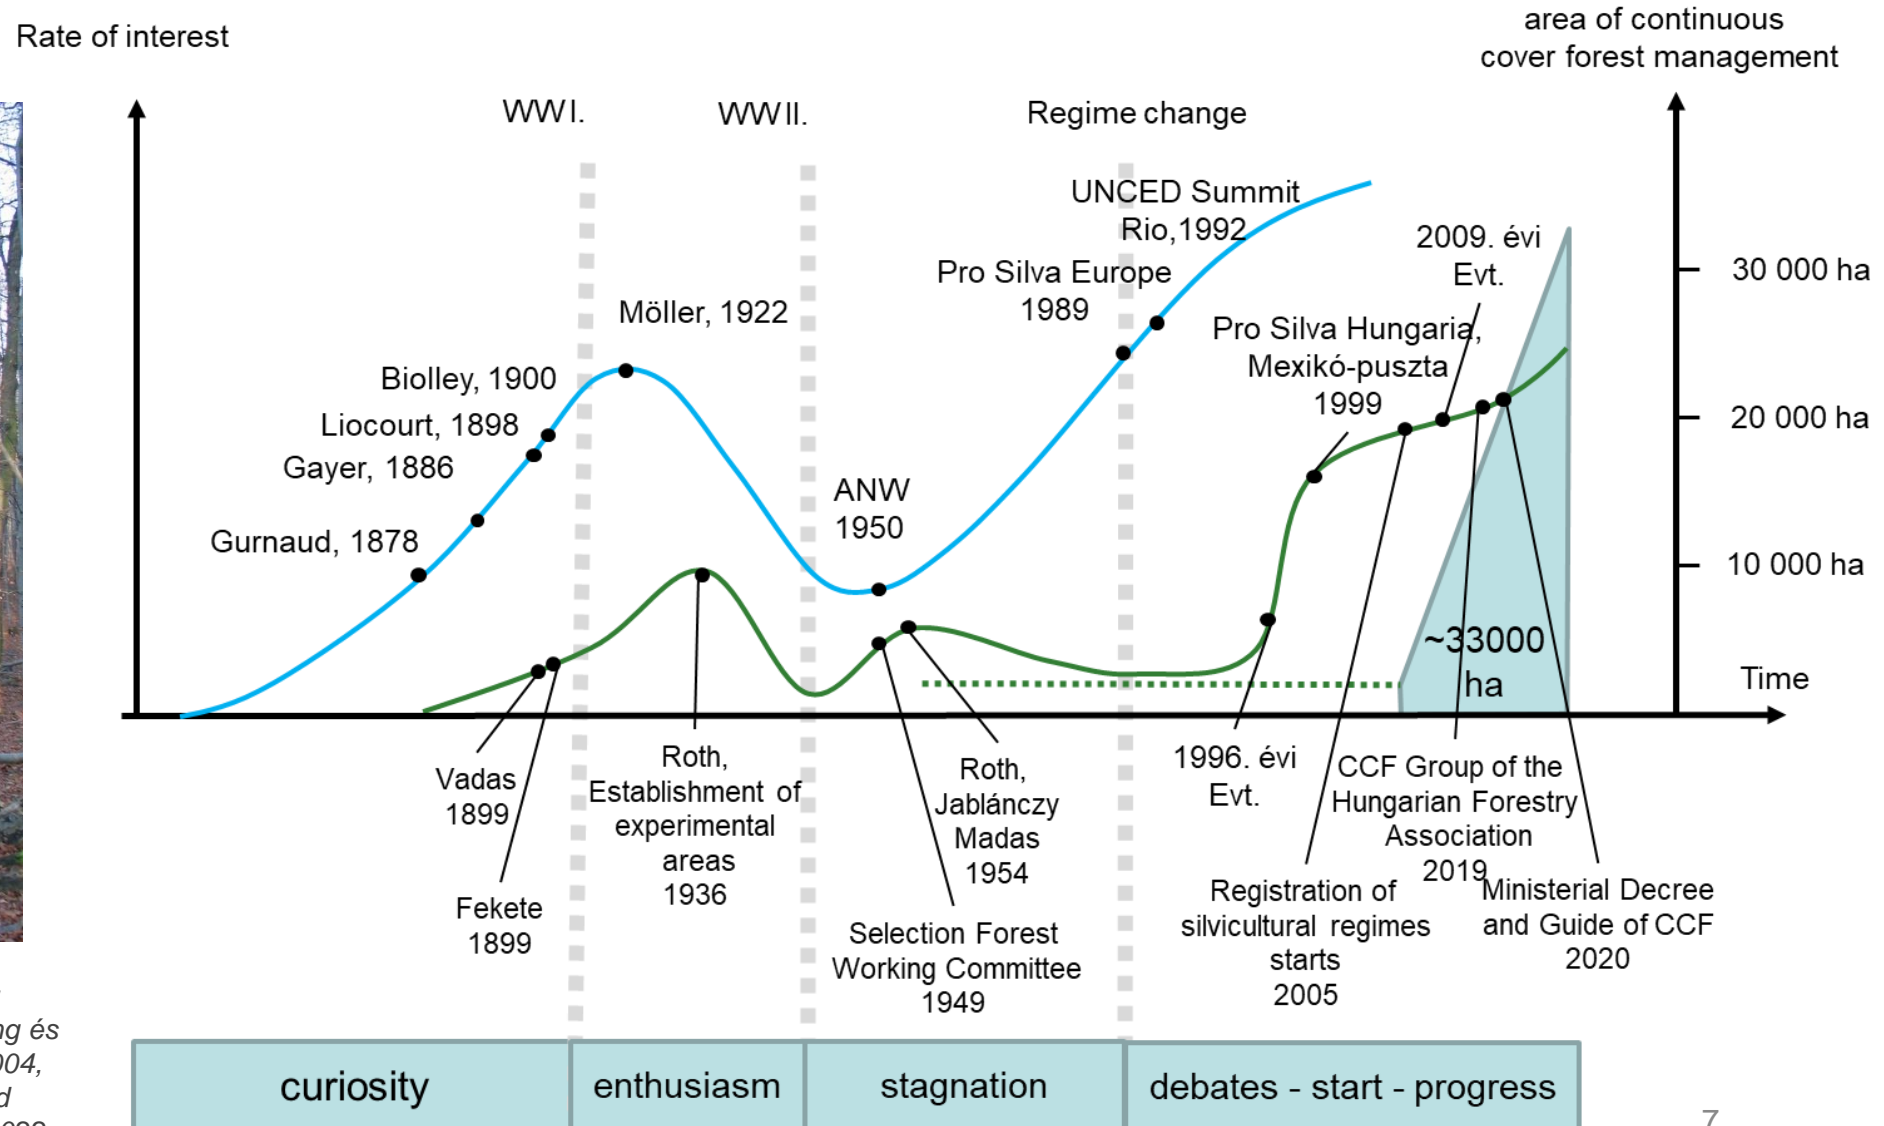 Rate of interest
area of continuous
cover forest management
WW I.
WW II.
Regime change
UNCED Summit
Rio,1992
2009. évi
Evt.
30 000 ha
Pro Silva Europe
1989
Möller, 1922
Pro Silva Hungaria,
Mexikó-puszta
1999
Biolley, 1900
Liocourt, 1898
Gayer, 1886
20 000 ha
ANW
1950
Gurnaud, 1878
10 000 ha
~33000
ha
Time
Vadas
1899
Fekete
1899
Roth,
Establishment of
experimental
areas
1936
Roth,
Jablánczy
Madas
1954
Selection Forest
Working Committee
1949
1996. évi
Evt.
CCF Group of the
Hungarian Forestry
Association
2019
Registration of
silvicultural regimes
starts
2005
Ministerial Decree
and Guide of CCF
2020
és
curiosity
enthusiasm
stagnation
debates - start - progress
7